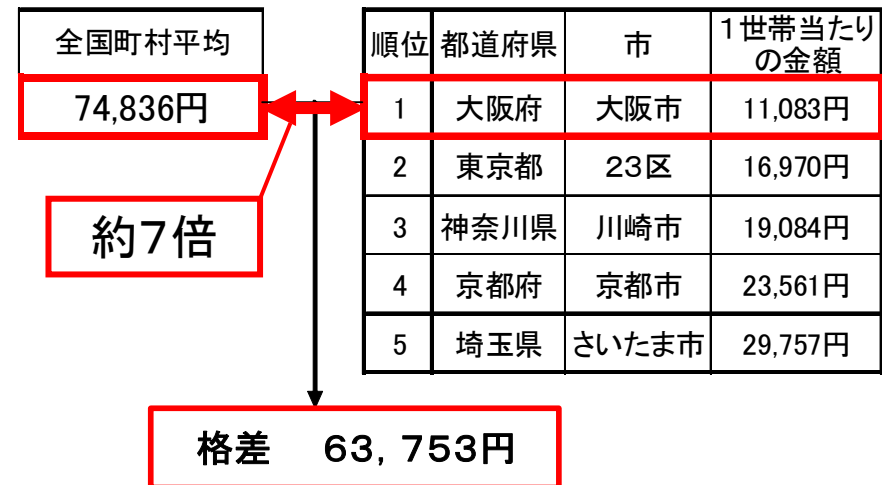 全国町村平均
74,836円
約7倍
順位 都道府県 市 1世帯当たり
の金額
1 大阪府 大阪市 11,083円
2 東京都 23区 16,970円
3 神奈川県 川崎市 19,084円
4 京都府 京都市 23,561円
5 埼玉県 さいたま市 29,757円
格差 63,753円